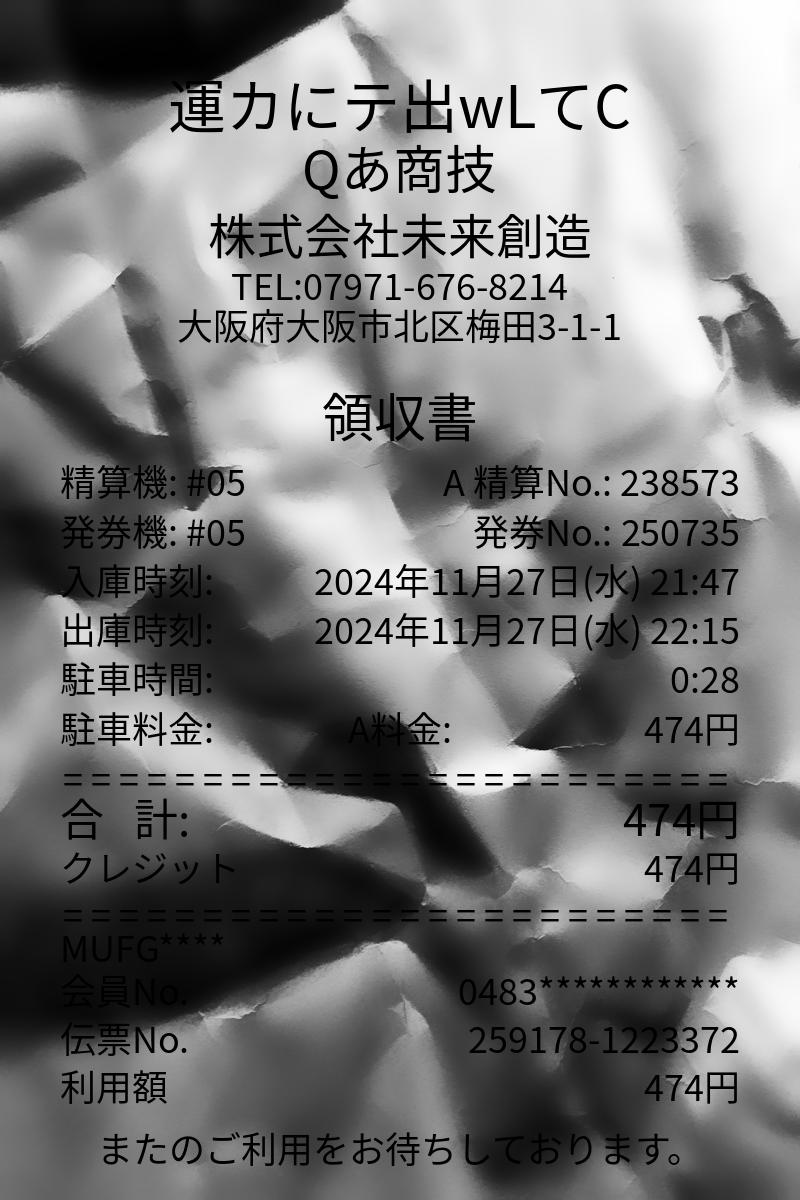 運カにテ出wLてC
Qあ商技
株式会社未来創造
TEL:07971-676-8214
大阪府大阪市北区梅田3-1-1
領収書
精算機: #05 A 精算No.: 238573
発券機: #05 発券No.: 250735
入庫時刻: 2024年11月27日(水) 21:47
出庫時刻: 2024年11月27日(水) 22:15
駐車時間: 0:28
駐車料金: A料金: 474円
========================
合 計: 474円
クレジット 474円
========================
MUFG****
会員No. 0483************
伝票No. 259178-1223372
利用額 474円
またのご利用をお待ちしております。